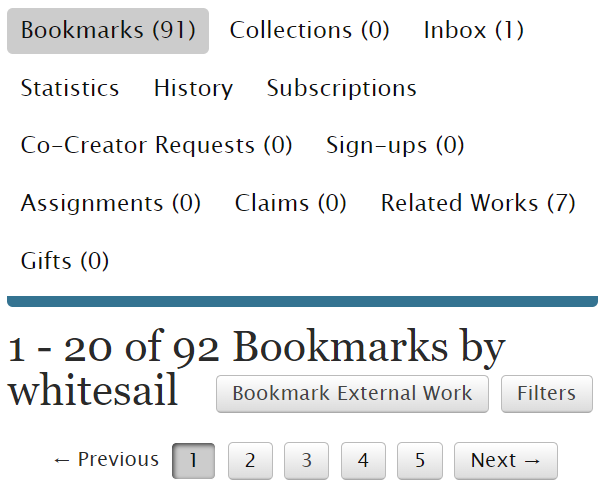 Bookmarks (91) Collections (0) Inbox (1)
Statistics History Subscriptions
Co-Creator Requests (0) Sign-ups (0)
Assignments (0) Claims (0) Related Works (7)
Gifts (0)
1 - 20 of 92 Bookmarks by
whitesail Bookmark External Work Filters
← Previous 1 2 3 4 5 Next →